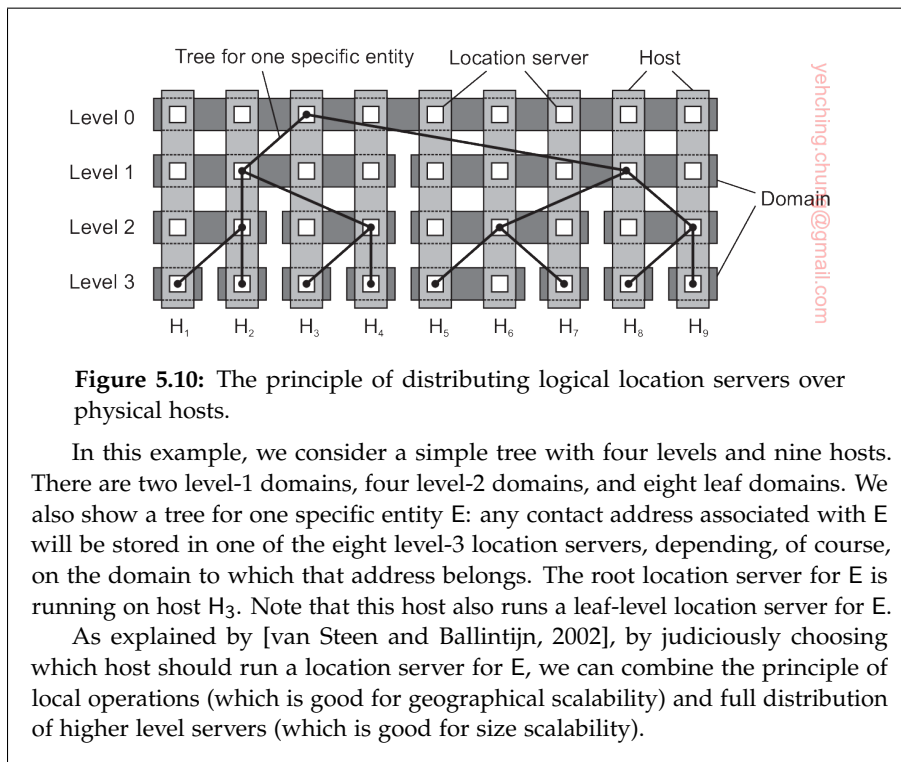 Tree for one specific entity
Location server
Host
Level 0
Level 1
Level 2
Level 3
Domain
H1 H2 H3 H4 H5 H6 H7 H8 H9
yehching.chung@gmail.com
Figure 5.10: The principle of distributing logical location servers over
physical hosts.
In this example, we consider a simple tree with four levels and nine hosts.
There are two level-1 domains, four level-2 domains, and eight leaf domains. We
also show a tree for one specific entity E: any contact address associated with E
will be stored in one of the eight level-3 location servers, depending, of course,
on the domain to which that address belongs. The root location server for E is
running on host H3. Note that this host also runs a leaf-level location server for E.
As explained by [van Steen and Ballintijn, 2002], by judiciously choosing
which host should run a location server for E, we can combine the principle of
local operations (which is good for geographical scalability) and full distribution
of higher level servers (which is good for size scalability).